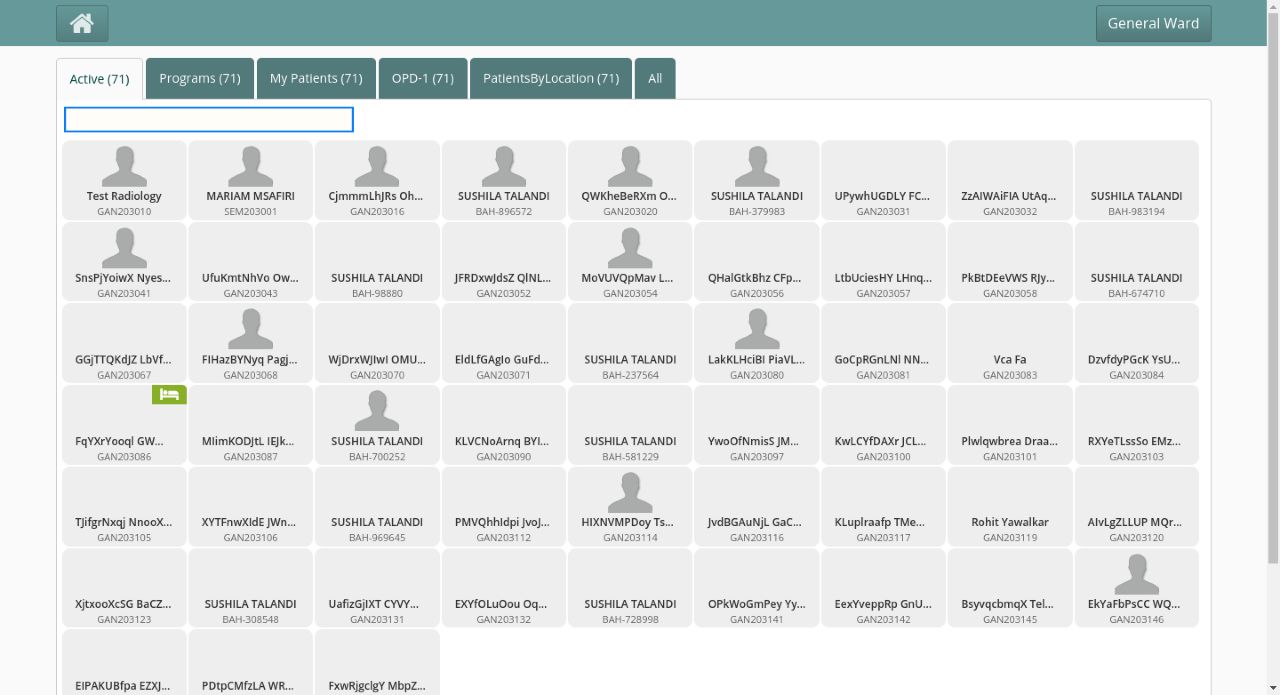 General Ward
Active (71)
Programs (71)
My Patients (71)
OPD-1 (71)
PatientsByLocation (71)
All
Test Radiology
GAN203010
MARIAM MSAFIRI
SEM203001
CjmmmLhJRs Oh...
GAN203016
SUSHILA TALANDI
BAH-896572
QWKheBeRXm O...
GAN203020
SUSHILA TALANDI
BAH-379983
UPywhUGDLY FC...
GAN203031
ZzAIWAiFIA UtAq...
GAN203032
SUSHILA TALANDI
BAH-983194
SnsPjYoiwX Nyes...
GAN203041
UfuKmtNhVo Ow...
GAN203043
SUSHILA TALANDI
BAH-98880
JFRDxwJdsZ QlNL...
GAN203052
MoVUVQpMav L...
GAN203054
QHalGtkBhz CFp...
GAN203056
LtbUciesHY LHnq...
GAN203057
PkBtDEeVWS RJy...
GAN203058
SUSHILA TALANDI
BAH-674710
GGjTTQKdJZ LbVf...
GAN203067
FIHazBYNyq Pagj...
GAN203068
WjDrxWJIwI OMU...
GAN203070
EldLfGAgIo GuFd...
GAN203071
SUSHILA TALANDI
BAH-237564
LakKLHciBI PiaVL...
GAN203080
GoCpRGnLNl NN...
GAN203081
Vca Fa
GAN203083
DzvfdyPGcK YsU...
GAN203084
FqYXrYooql GW...
GAN203086
MIimKODJtL IEJk...
GAN203087
SUSHILA TALANDI
BAH-700252
KLVCNoArnq BYI...
GAN203090
SUSHILA TALANDI
BAH-581229
YwoOfNmisS JM...
GAN203097
KwLCYfDAXr JCL...
GAN203100
Plwlqwbrea Draa...
GAN203101
RXYeTLssSo EMz...
GAN203103
TJifgrNxqj NnooX...
GAN203105
XYTFnwXIdE JWn...
GAN203106
SUSHILA TALANDI
BAH-969645
PMVQhhIdpi JvoJ...
GAN203112
HIXNVMPDoy Ts...
GAN203114
JvdBGAuNjL GaC...
GAN203116
KLuplraafp TMe...
GAN203117
Rohit Yawalkar
GAN203119
AIvLgZLLUP MQr...
GAN203120
XjtxooXcSG BaCZ...
GAN203123
SUSHILA TALANDI
BAH-308548
UafizGjIXT CYVY...
GAN203131
EXYfOLuOou Oq...
GAN203132
SUSHILA TALANDI
BAH-728998
OPkWoGmPey Yy...
GAN203141
EexYveppRp GnU...
GAN203142
BsyvqcbmqX Tel...
GAN203145
EkYaFbPsCC WQ...
GAN203146
EIPAKUBfpa EZXJ...
PDtpCMfzLA WR...
FxwRjgclgY MbpZ...